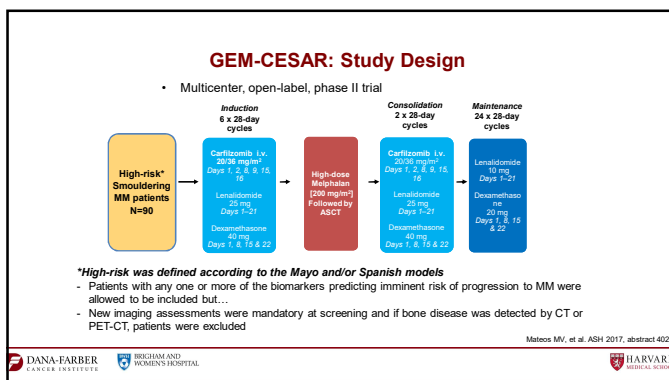 GEM-CESAR: Study Design
• Multicenter, open-label, phase II trial
Induction
6 x 28-day
cycles
Consolidation
2 x 28-day
cycles
Maintenance
24 x 28-day
cycles
High-risk*
Smouldering
MM patients
N=90
Carfilzomib i.v.
20/36 mg/m²
Days 1, 2, 8, 9, 15,
16
Lenalidomide
25 mg
Days 1–21
Dexamethasone
40 mg
Days 1, 8, 15 & 22
High-dose
Melphalan
[200 mg/m²]
Followed by
ASCT
Carfilzomib i.v.
20/36 mg/m²
Days 1, 2, 8, 9, 15,
16
Lenalidomide
25 mg
Days 1–21
Dexamethasone
40 mg
Days 1, 8, 15 & 22
Lenalidomide
10 mg
Days 1–21
Dexamethaso
ne
20 mg
Days 1, 8, 15
& 22
*High-risk was defined according to the Mayo and/or Spanish models
- Patients with any one or more of the biomarkers predicting imminent risk of progression to MM were
allowed to be included but…
- New imaging assessments were mandatory at screening and if bone disease was detected by CT or
PET-CT, patients were excluded
Mateos MV, et al. ASH 2017, abstract 402
DANA-FARBER
CANCER INSTITUTE
BRIGHAM AND
WOMEN'S HOSPITAL
HARVAR
MEDICAL SCHOO